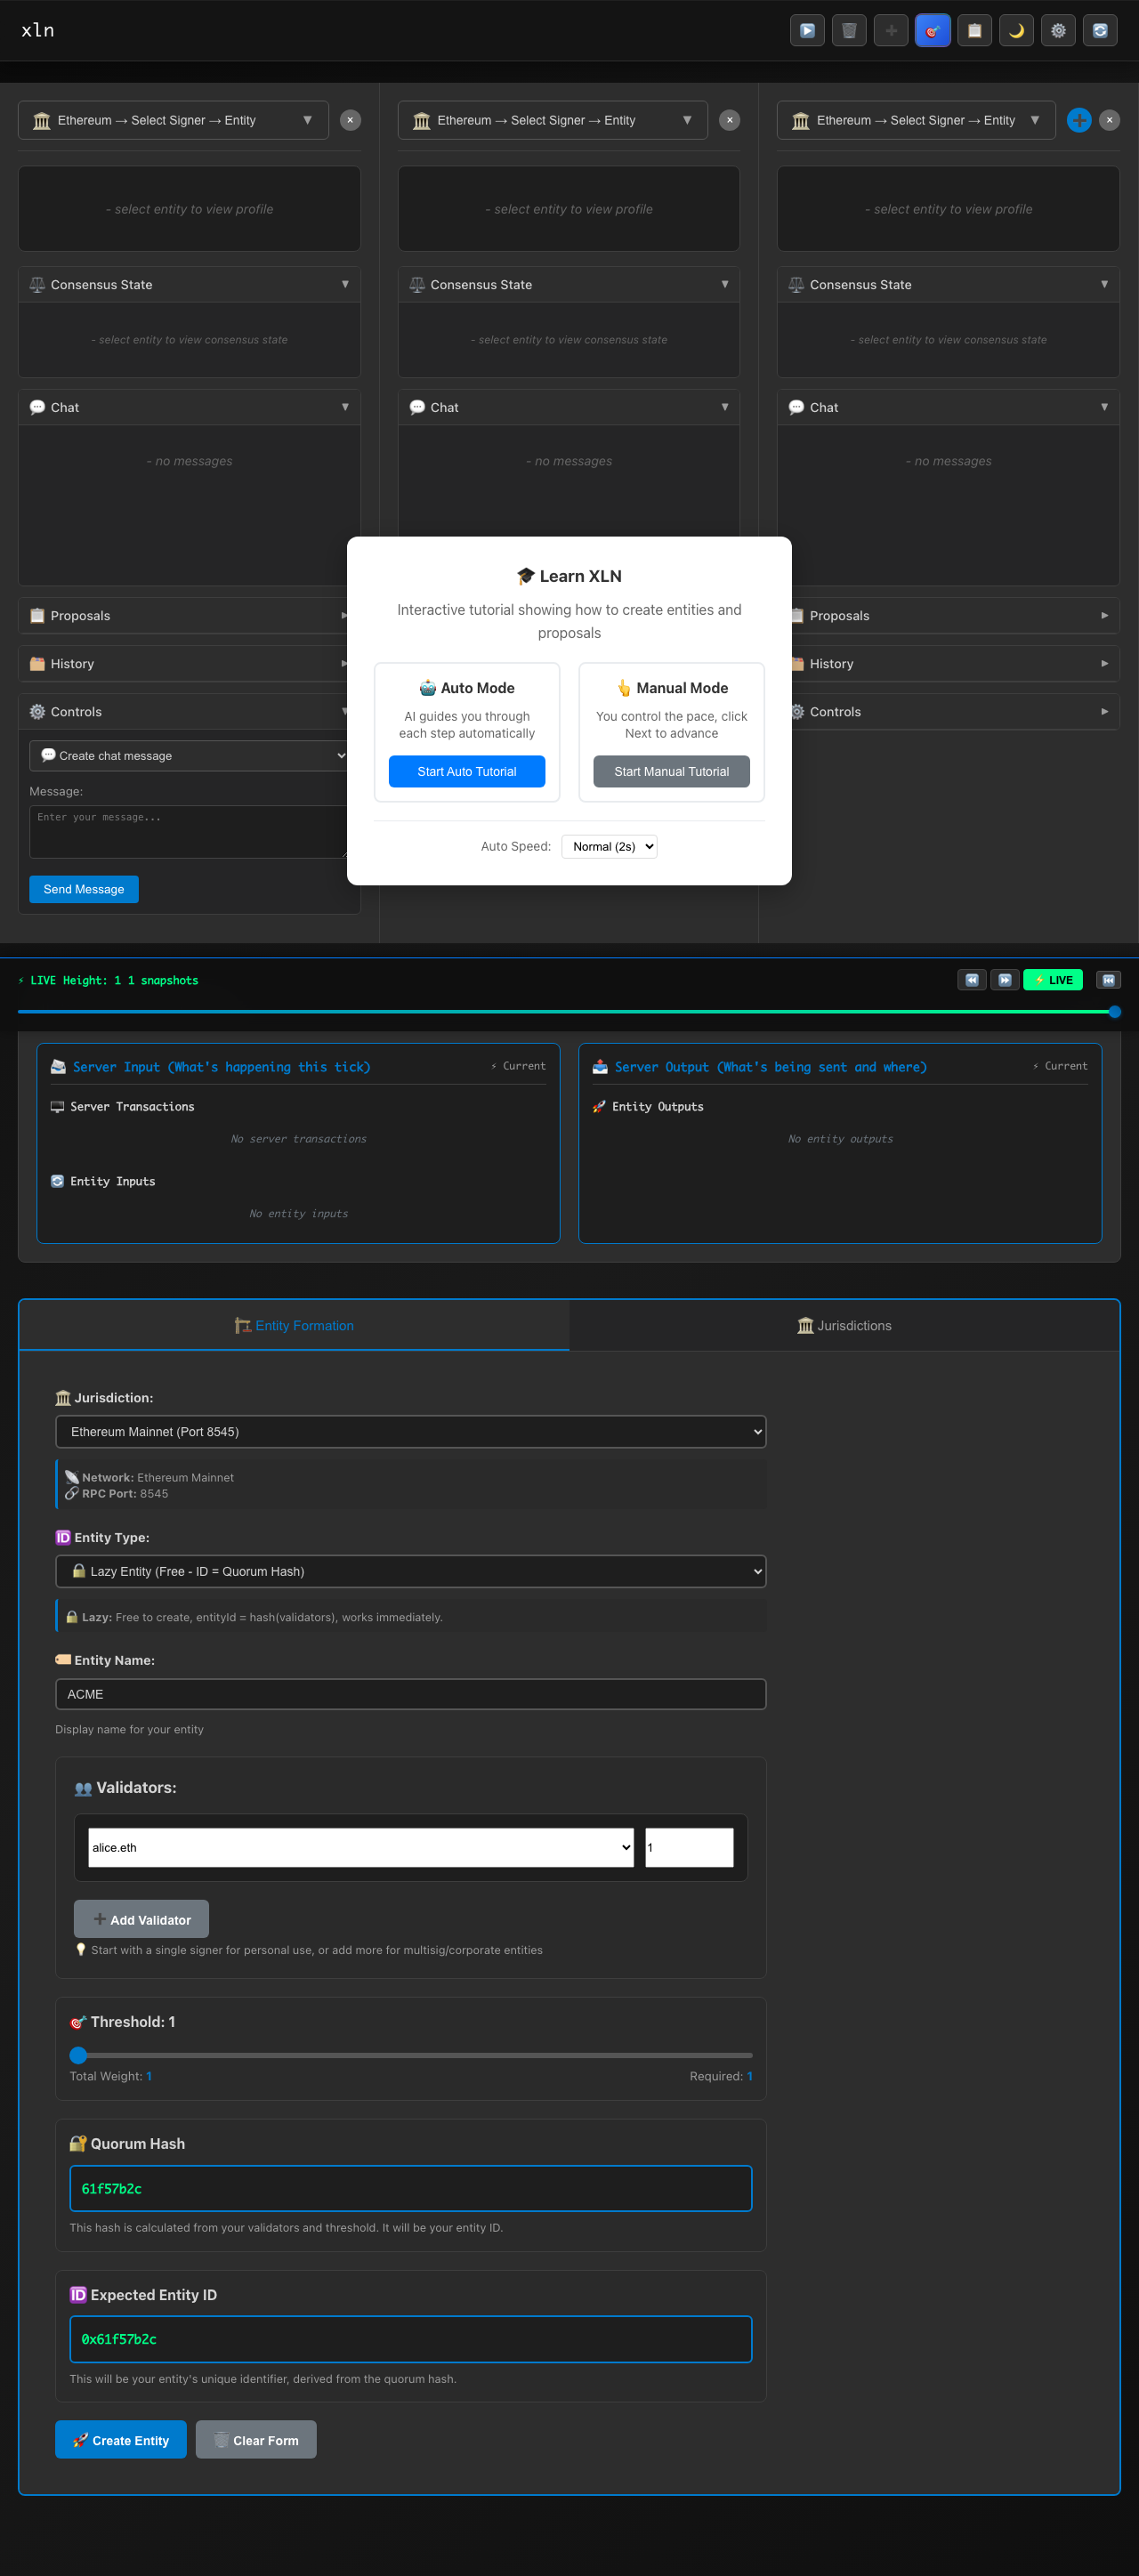 xln
Ethereum → Select Signer → Entity
Ethereum → Select Signer → Entity
Ethereum → Select Signer → Entity
- select entity to view profile
- select entity to view profile
- select entity to view profile
Consensus State
Consensus State
Consensus State
- select entity to view consensus state
- select entity to view consensus state
- select entity to view consensus state
Chat
Chat
Chat
- no messages
- no messages
- no messages
Learn XLN
Interactive tutorial showing how to create entities and
proposals
Auto Mode
AI guides you through
each step automatically
Start Auto Tutorial
Manual Mode
You control the pace, click
Next to advance
Start Manual Tutorial
Auto Speed: Normal (2s)
Proposals
Proposals
History
History
Controls
Controls
Create chat message
Message:
Enter your message...
Send Message
⚡ LIVE Height: 1 1 snapshots
⚡ LIVE
Server Input (What's happening this tick)
⚡ Current
Server Transactions
No server transactions
Entity Inputs
No entity inputs
Server Output (What's being sent and where)
⚡ Current
Entity Outputs
No entity outputs
Entity Formation
Jurisdictions
Jurisdiction:
Ethereum Mainnet (Port 8545)
Network: Ethereum Mainnet
RPC Port: 8545
Entity Type:
Lazy Entity (Free - ID = Quorum Hash)
Lazy: Free to create, entityId = hash(validators), works immediately.
Entity Name:
ACME
Display name for your entity
Validators:
alice.eth
1
Add Validator
Start with a single signer for personal use, or add more for multisig/corporate entities
Threshold: 1
Total Weight: 1
Required: 1
Quorum Hash
61f57b2c
This hash is calculated from your validators and threshold. It will be your entity ID.
Expected Entity ID
0x61f57b2c
This will be your entity's unique identifier, derived from the quorum hash.
Create Entity
Clear Form